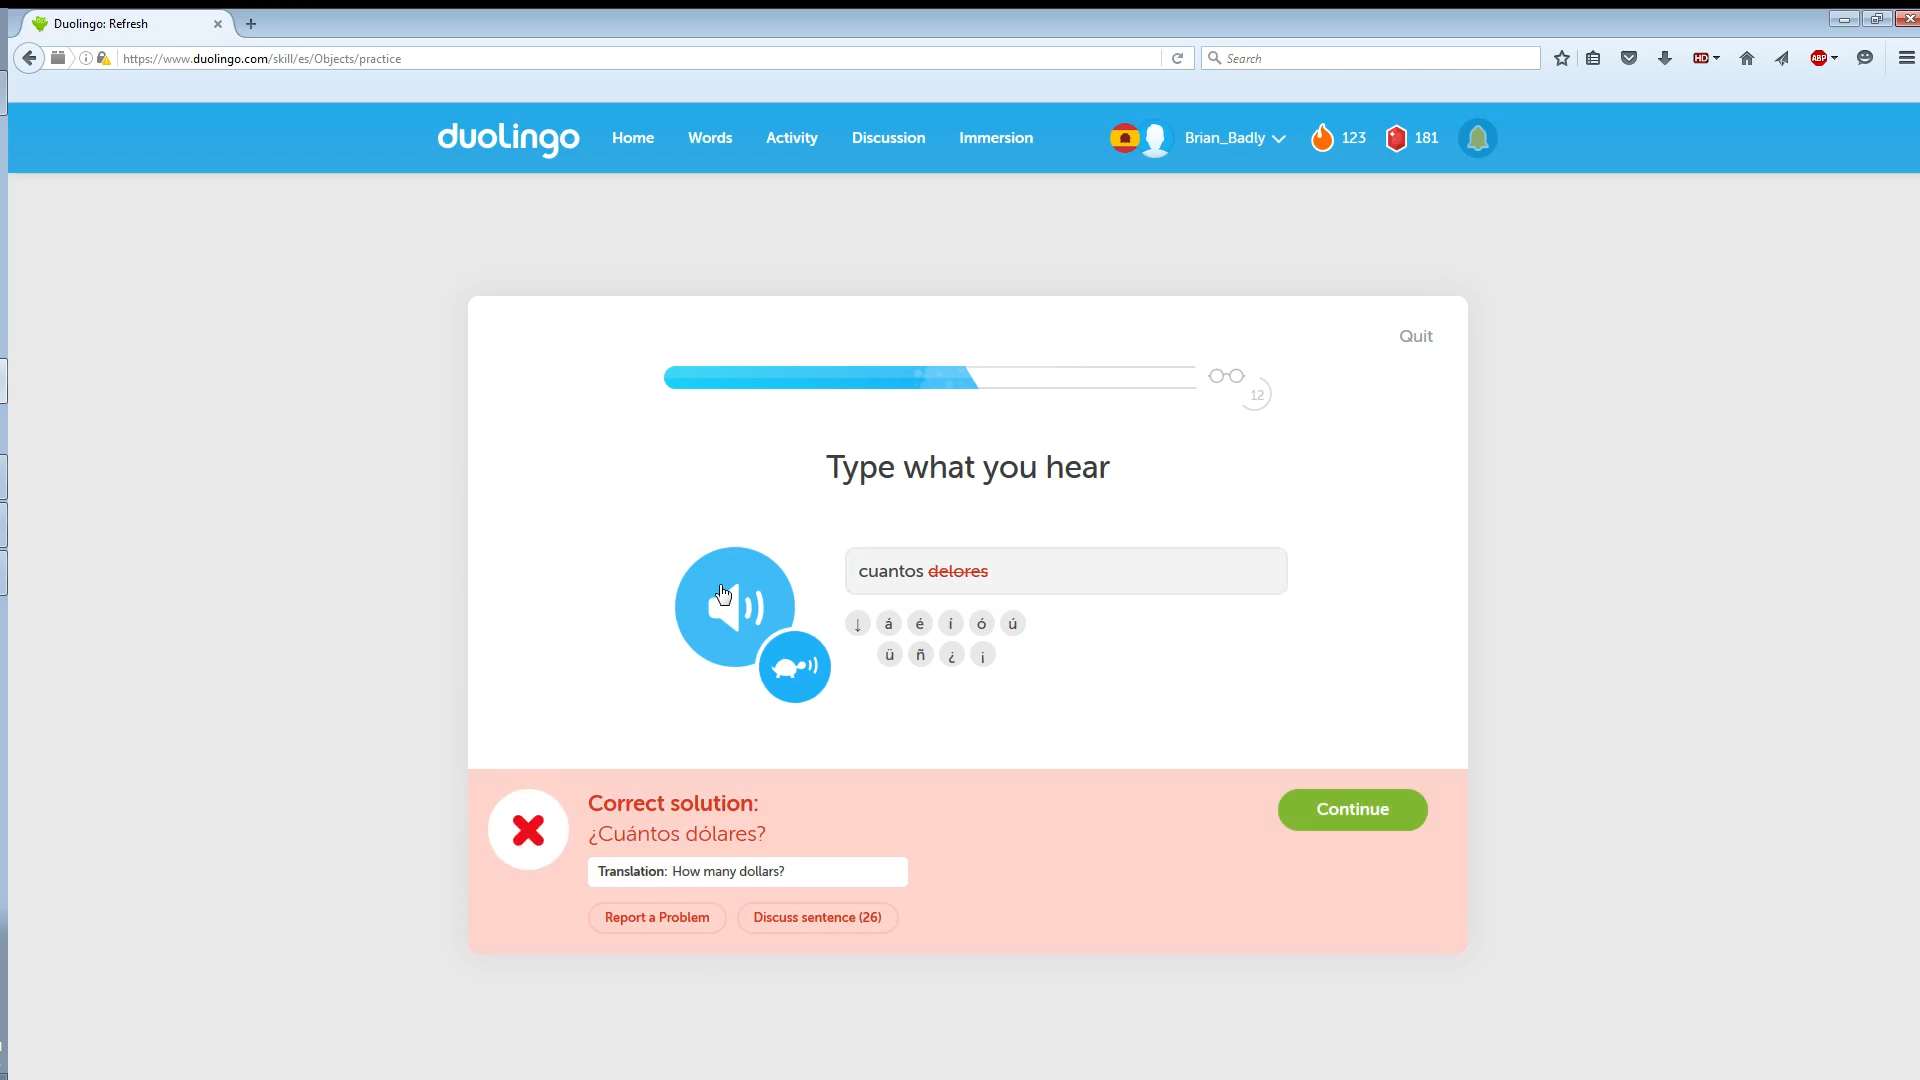 Duolingo: Refresh
https://www.duolingo.com/skill/es/Objects/practice
Search
HD
ABP
duolingo
Home
Words
Activity
Discussion
Immersion
Brian_Badly
123
181
Quit
12
Type what you hear
cuantos delores
↓ á é í ó ú
ü ñ ¿ ¡
Correct solution:
¿Cuántos dólares?
Translation: How many dollars?
Report a Problem
Discuss sentence (26)
Continue